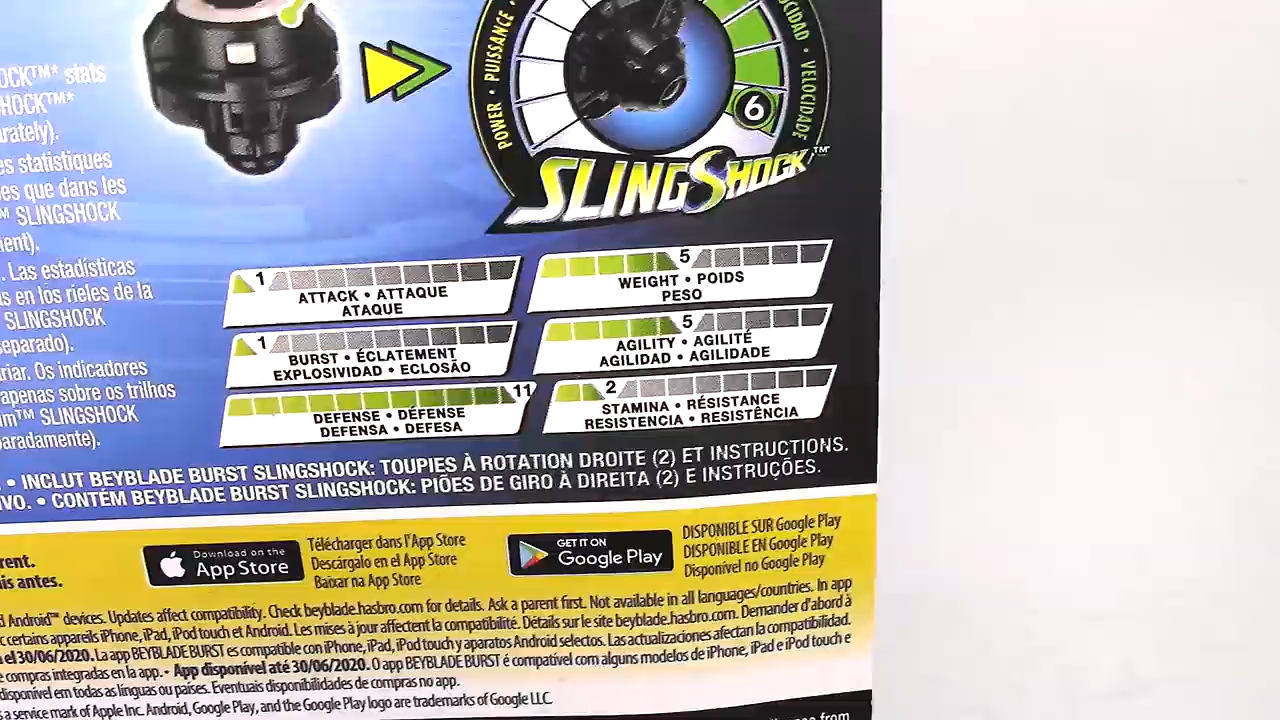 POWER • PUISSANCE •
VELOCIDAD • VELOCIDADE
6
SLINGSHOCK™
OCK™* stats
HOCK™*
rately).
es statistiques
es que dans les
™ SLINGSHOCK
ment).
. Las estadísticas
as en los rieles de la
SLINGSHOCK
separado).
riar. Os indicadores
apenas sobre os trilhos
im™ SLINGSHOCK
paradamente).
1
ATTACK • ATTAQUE
ATAQUE
5
WEIGHT • POIDS
PESO
1
BURST • ÉCLATEMENT
EXPLOSIVIDAD • ECLOSÃO
5
AGILITY • AGILITÉ
AGILIDAD • AGILIDADE
11
DEFENSE • DÉFENSE
DEFENSA • DEFESA
2
STAMINA • RÉSISTANCE
RESISTENCIA • RESISTÊNCIA
• INCLUT BEYBLADE BURST SLINGSHOCK: TOUPIES À ROTATION DROITE (2) ET INSTRUCTIONS.
IVO. • CONTÉM BEYBLADE BURST SLINGSHOCK: PIÕES DE GIRO À DIREITA (2) E INSTRUÇÕES.
rent.
is antes.
Download on the
App Store
Télécharger dans l'App Store
Descárgalo en el App Store
Baixar na App Store
GET IT ON
Google Play
DISPONIBLE SUR Google Play
DISPONIBLE EN Google Play
Disponível no Google Play
d Android™ devices. Updates affect compatibility. Check beyblade.hasbro.com for details. Ask a parent first. Not available in all languages/countries. In app
c certains appareils iPhone, iPad, iPod touch et Android. Les mises à jour affectent la compatibilité. Détails sur le site beyblade.hasbro.com. Demander d'abord à
a el 30/06/2020. La app BEYBLADE BURST es compatible con iPhone, iPad, iPod touch y aparatos Android selectos. Las actualizaciones afectan la compatibilidad.
e compras integradas en la app. • App disponível até 30/06/2020. O app BEYBLADE BURST é compatível com alguns modelos de iPhone, iPad e iPod touch e
disponível em todas as línguas ou países. Eventuais disponibilidades de compras no app.
s a service mark of Apple Inc. Android, Google Play, and the Google Play logo are trademarks of Google LLC.
from